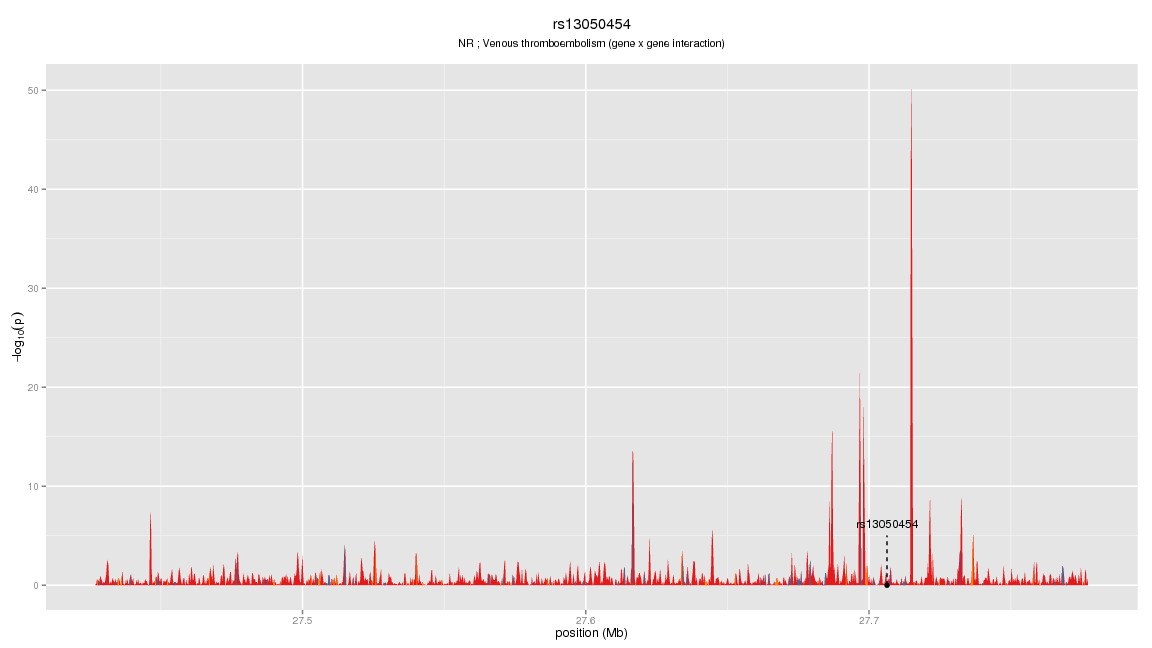 rs13050454
NR ; Venous thromboembolism (gene x gene interaction)
50
40
30
20
10
0
−log10(p)
rs13050454
27.5
27.6
27.7
position (Mb)